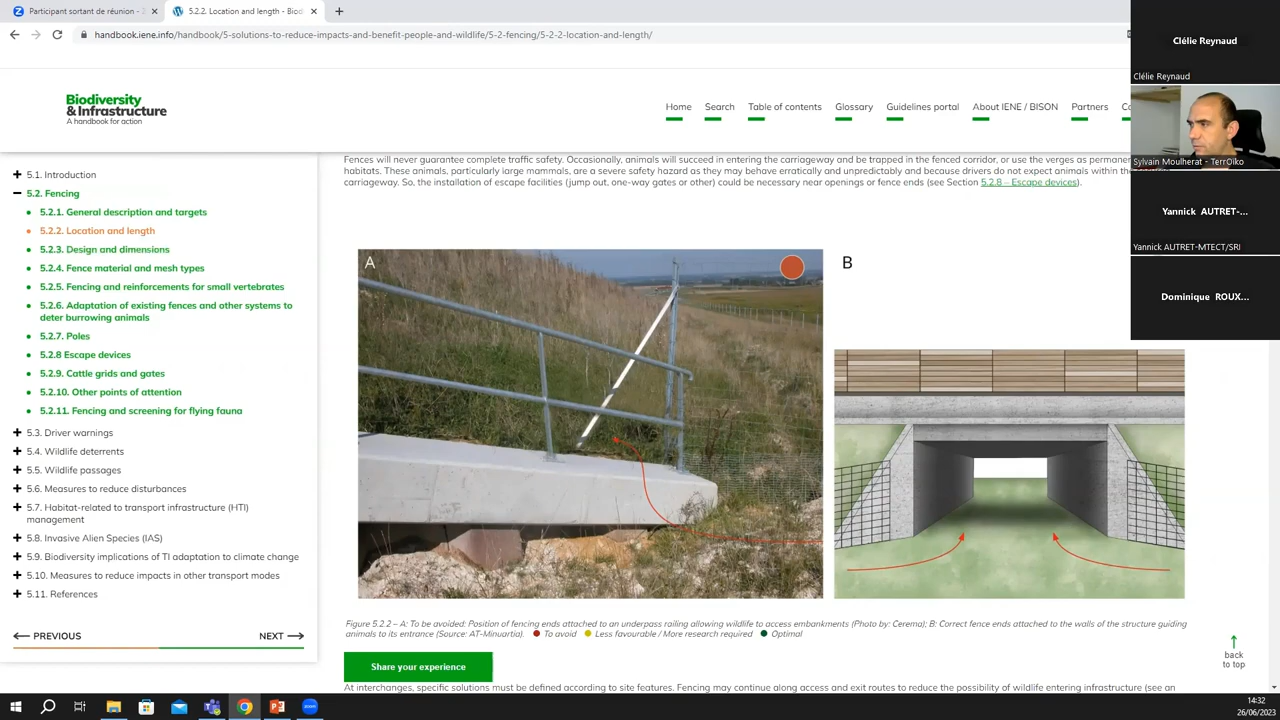 Participant sortant de réunion - Z
5.2.2. Location and length - Biod
handbook.iene.info/handbook/5-solutions-to-reduce-impacts-and-benefit-people-and-wildlife/5-2-fencing/5-2-2-location-and-length/
Clélie Reynaud
Clélie Reynaud
Biodiversity
& Infrastructure
A handbook for action
Home
Search
Table of contents
Glossary
Guidelines portal
About IENE / BISON
Partners
Sylvain Moulherat - TerrOïko
Yannick AUTRET-...
Yannick AUTRET-MTECT/SRI
Dominique ROUX...
5.1. Introduction
5.2. Fencing
5.2.1. General description and targets
5.2.2. Location and length
5.2.3. Design and dimensions
5.2.4. Fence material and mesh types
5.2.5. Fencing and reinforcements for small vertebrates
5.2.6. Adaptation of existing fences and other systems to
deter burrowing animals
5.2.7. Poles
5.2.8 Escape devices
5.2.9. Cattle grids and gates
5.2.10. Other points of attention
5.2.11. Fencing and screening for flying fauna
5.3. Driver warnings
5.4. Wildlife deterrents
5.5. Wildlife passages
5.6. Measures to reduce disturbances
5.7. Habitat-related to transport infrastructure (HTI)
management
5.8. Invasive Alien Species (IAS)
5.9. Biodiversity implications of TI adaptation to climate change
5.10. Measures to reduce impacts in other transport modes
5.11. References
PREVIOUS
NEXT
Fences will never guarantee complete traffic safety. Occasionally, animals will succeed in entering the carriageway and be trapped in the fenced corridor, or use the verges as permanen
habitats. These animals, particularly large mammals, are a severe safety hazard as they may behave erratically and unpredictably and because drivers do not expect animals within the
carriageway. So, the installation of escape facilities (jump out, one-way gates or other) could be necessary near openings or fence ends (see Section 5.2.8 – Escape devices).
A
B
Figure 5.2.2 – A: To be avoided: Position of fencing ends attached to an underpass railing allowing wildlife to access embankments (Photo by: Cerema); B: Correct fence ends attached to the walls of the structure guiding
animals to its entrance (Source: AT-Minuartia). To avoid Less favourable / More research required Optimal
Share your experience
back
to top
At interchanges, specific solutions must be defined according to site features. Fencing may continue along access and exit routes to reduce the possibility of wildlife entering infrastructure (see an
14:32
26/06/2023